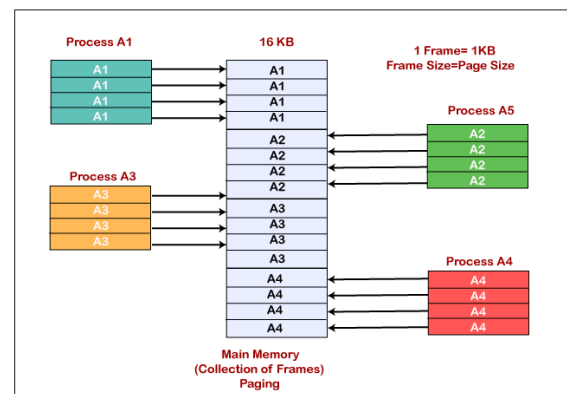 Process A1
16 KB
1 Frame= 1KB
Frame Size=Page Size
A1
A1
A1
A1
A1
A1
A1
A1
Process A5
A2
A2
A2
A2
A2
A2
A2
A2
Process A3
A3
A3
A3
A3
A3
A3
A3
A3
Process A4
A4
A4
A4
A4
A4
A4
A4
A4
Main Memory
(Collection of Frames)
Paging